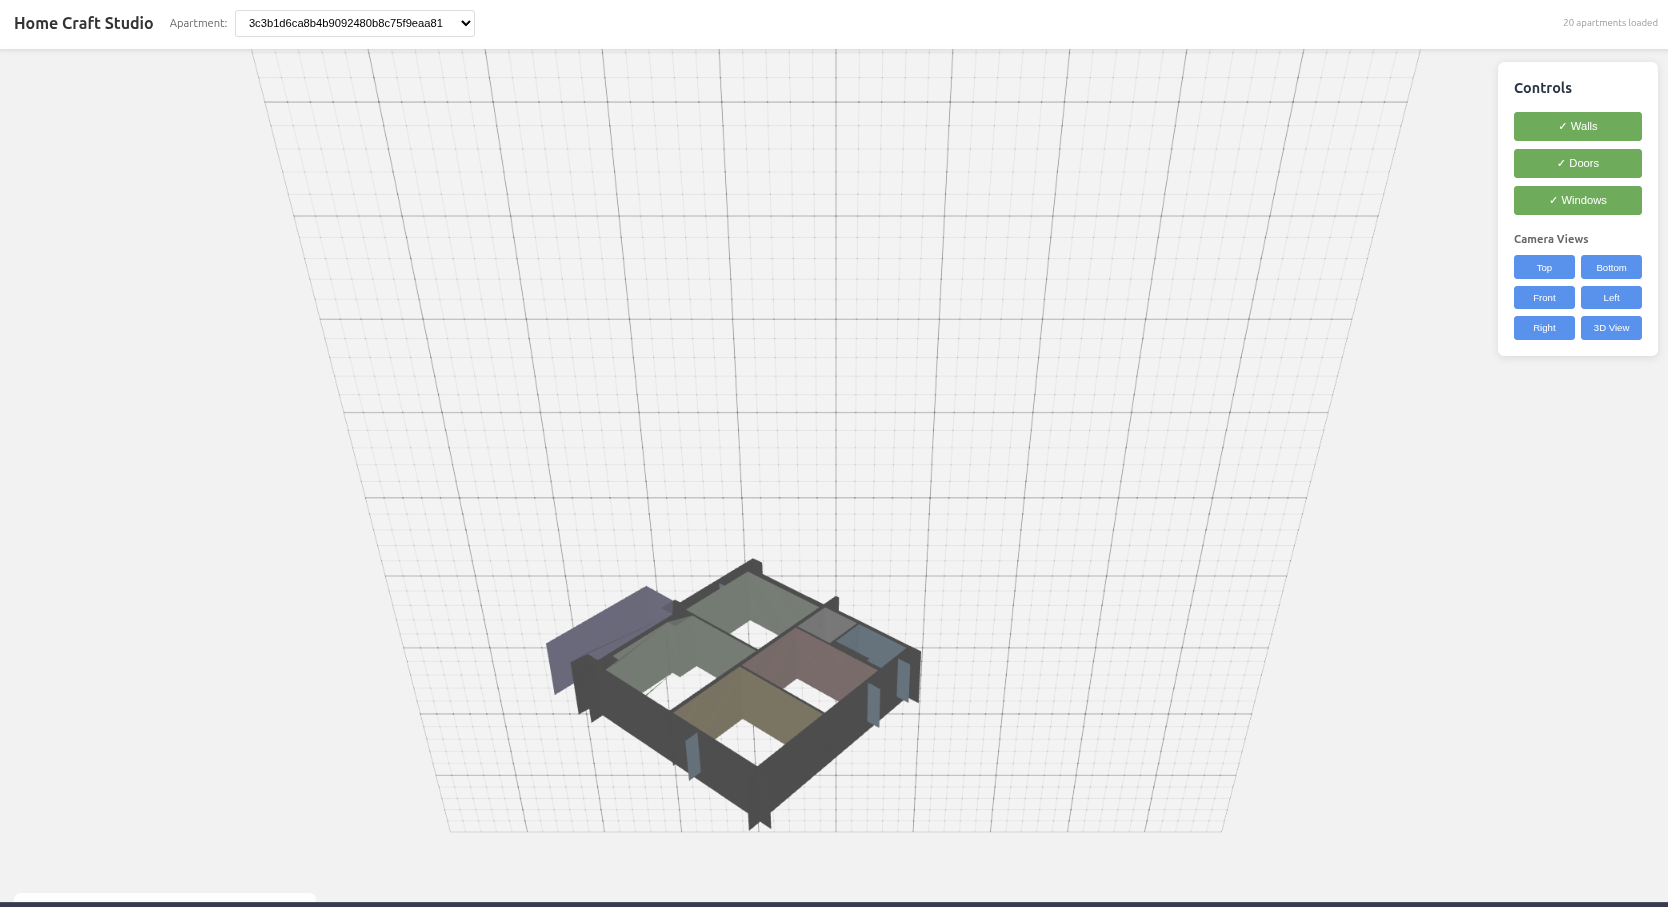 Home Craft Studio Apartment: 3c3b1d6ca8b4b9092480b8c75f9eaa81 20 apartments loaded
Controls
✓ Walls
✓ Doors
✓ Windows
Camera Views
Top Bottom
Front Left
Right 3D View